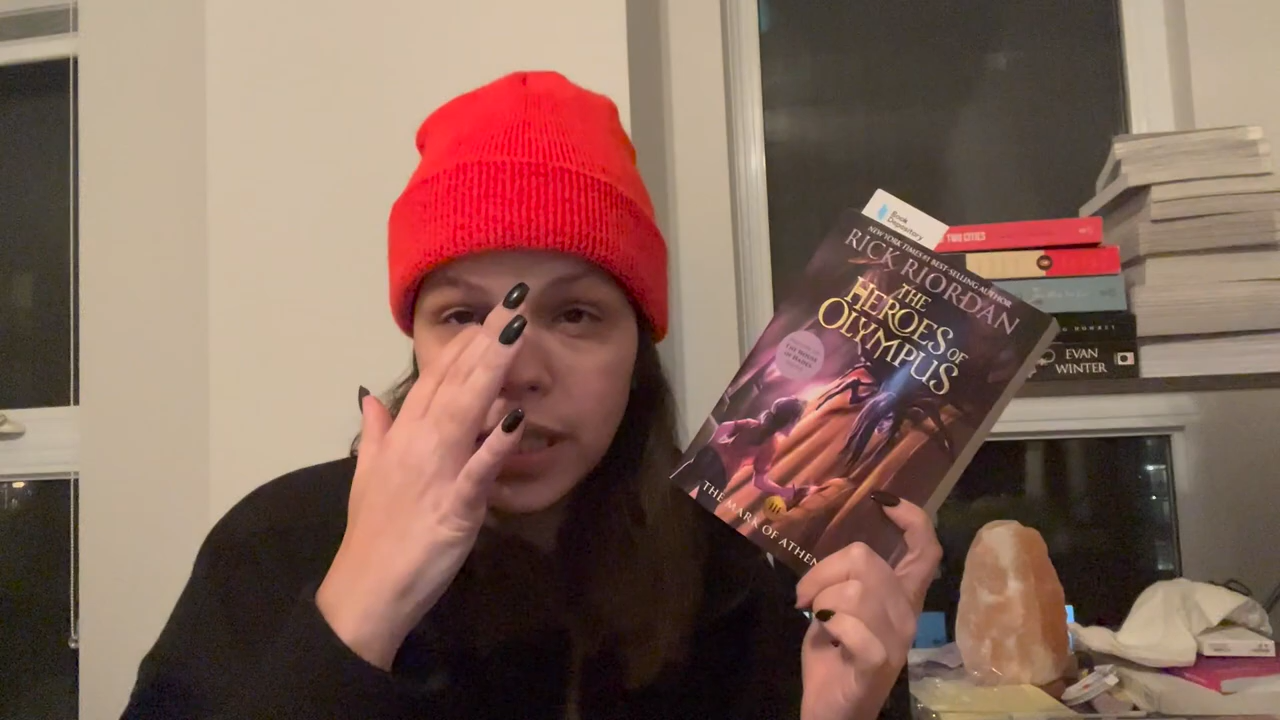 Book
Depository
NEW YORK TIMES #1 BEST-SELLING AUTHOR
RICK RIORDAN
THE
HEROES OF
OLYMPUS
THE HOUSE
OF HADES
THE MARK OF ATHEN
III
TWO CITIES
EVAN
WINTER